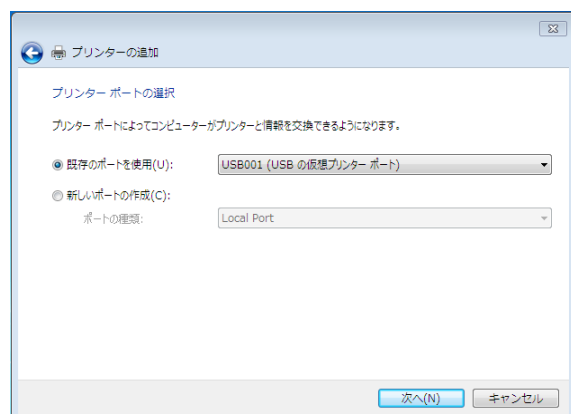 プリンターの追加
プリンター ポートの選択
プリンター ポートによってコンピューターがプリンターと情報を交換できるようになります。
既存のポートを使用(U): USB001 (USB の仮想プリンター ポート)
新しいポートの作成(C):
ポートの種類: Local Port
次へ(N) キャンセル